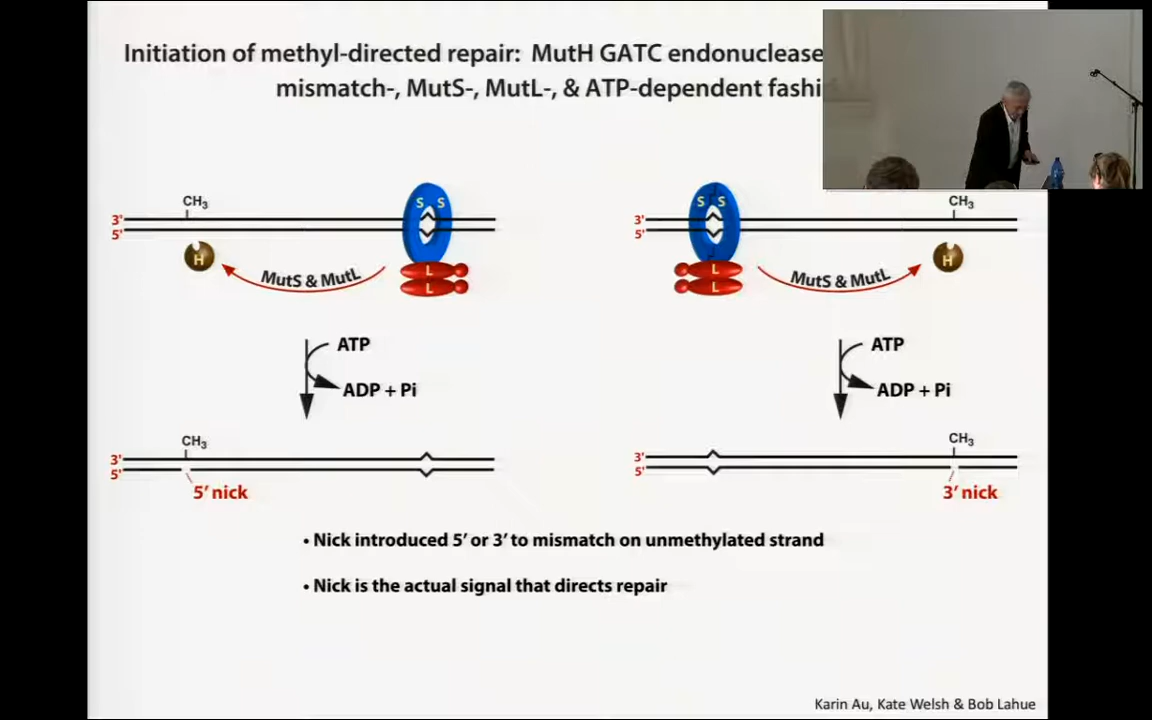 Initiation of methyl-directed repair: MutH GATC endonuclease
mismatch-, MutS-, MutL-, & ATP-dependent
CH3
S S
3'
5'
H
MutS & MutL
L
L
ATP
ADP + Pi
CH3
3'
5'
5' nick
S S
CH3
3'
5'
L
L
MutS & MutL
H
ATP
ADP + Pi
CH3
3'
5'
3' nick
• Nick introduced 5' or 3' to mismatch on unmethylated strand
• Nick is the actual signal that directs repair
Karin Au, Kate Welsh & Bob Lahue